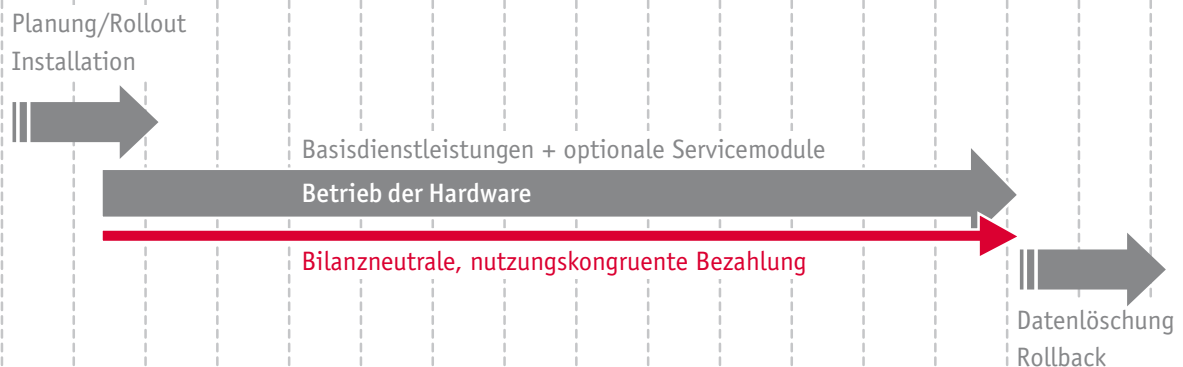 Planung/Rollout
Installation
Basisdienstleistungen + optionale Servicemodule
Betrieb der Hardware
Bilanzneutrale, nutzungskongruente Bezahlung
Datenlöschung
Rollback